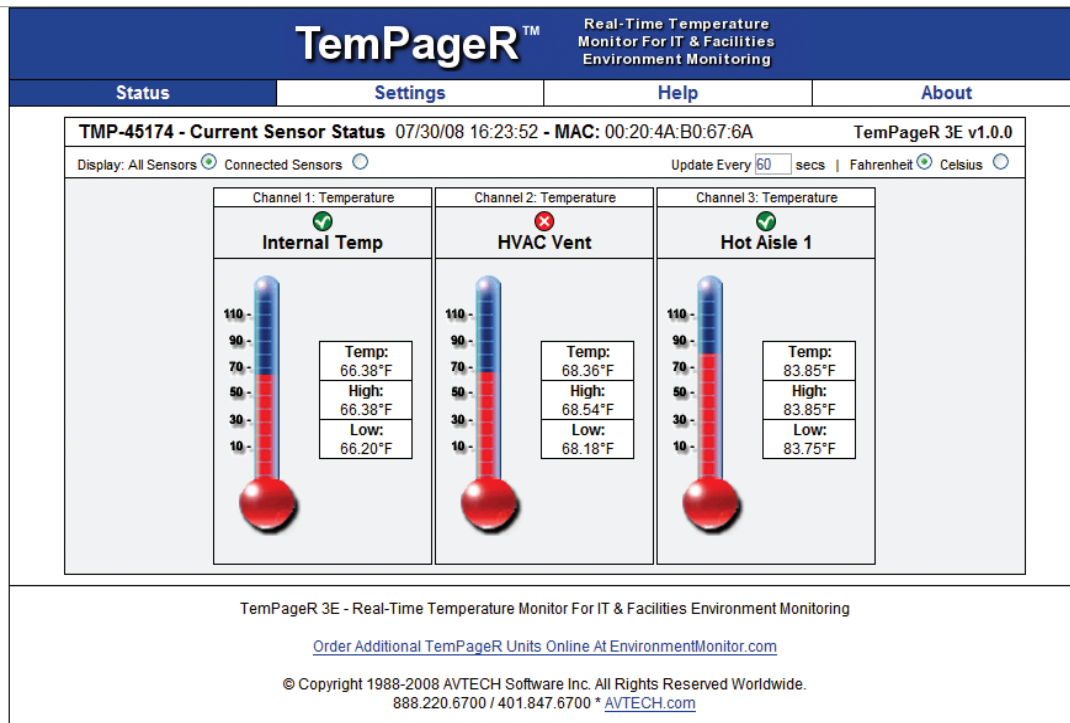 TemPageR™
Real-Time Temperature
Monitor For IT & Facilities
Environment Monitoring
Status Settings Help About
TMP-45174 - Current Sensor Status 07/30/08 16:23:52 - MAC: 00:20:4A:B0:67:6A TemPageR 3E v1.0.0
Display: All Sensors Connected Sensors Update Every 60 secs | Fahrenheit Celsius
Channel 1: Temperature
Internal Temp
110 -
90 -
70 -
50 -
30 -
10 -
Temp:
66.38°F
High:
66.38°F
Low:
66.20°F
Channel 2: Temperature
HVAC Vent
110 -
90 -
70 -
50 -
30 -
10 -
Temp:
68.36°F
High:
68.54°F
Low:
68.18°F
Channel 3: Temperature
Hot Aisle 1
110 -
90 -
70 -
50 -
30 -
10 -
Temp:
83.85°F
High:
83.85°F
Low:
83.75°F
TemPageR 3E - Real-Time Temperature Monitor For IT & Facilities Environment Monitoring
Order Additional TemPageR Units Online At EnvironmentMonitor.com
© Copyright 1988-2008 AVTECH Software Inc. All Rights Reserved Worldwide.
888.220.6700 / 401.847.6700 * AVTECH.com